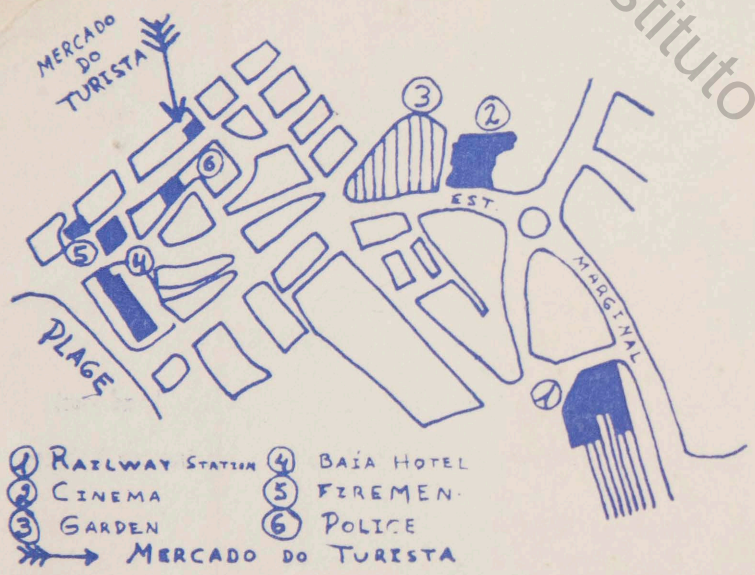 MERCADO
DO
TURISTA
stituto
3
2
6
EST.
5
4
MARGINAL
PLAGE
1
1 RAILWAY STATION
2 CINEMA
3 GARDEN
4 BAÍA HOTEL
5 FIREMEN.
6 POLICE
MERCADO DO TURISTA